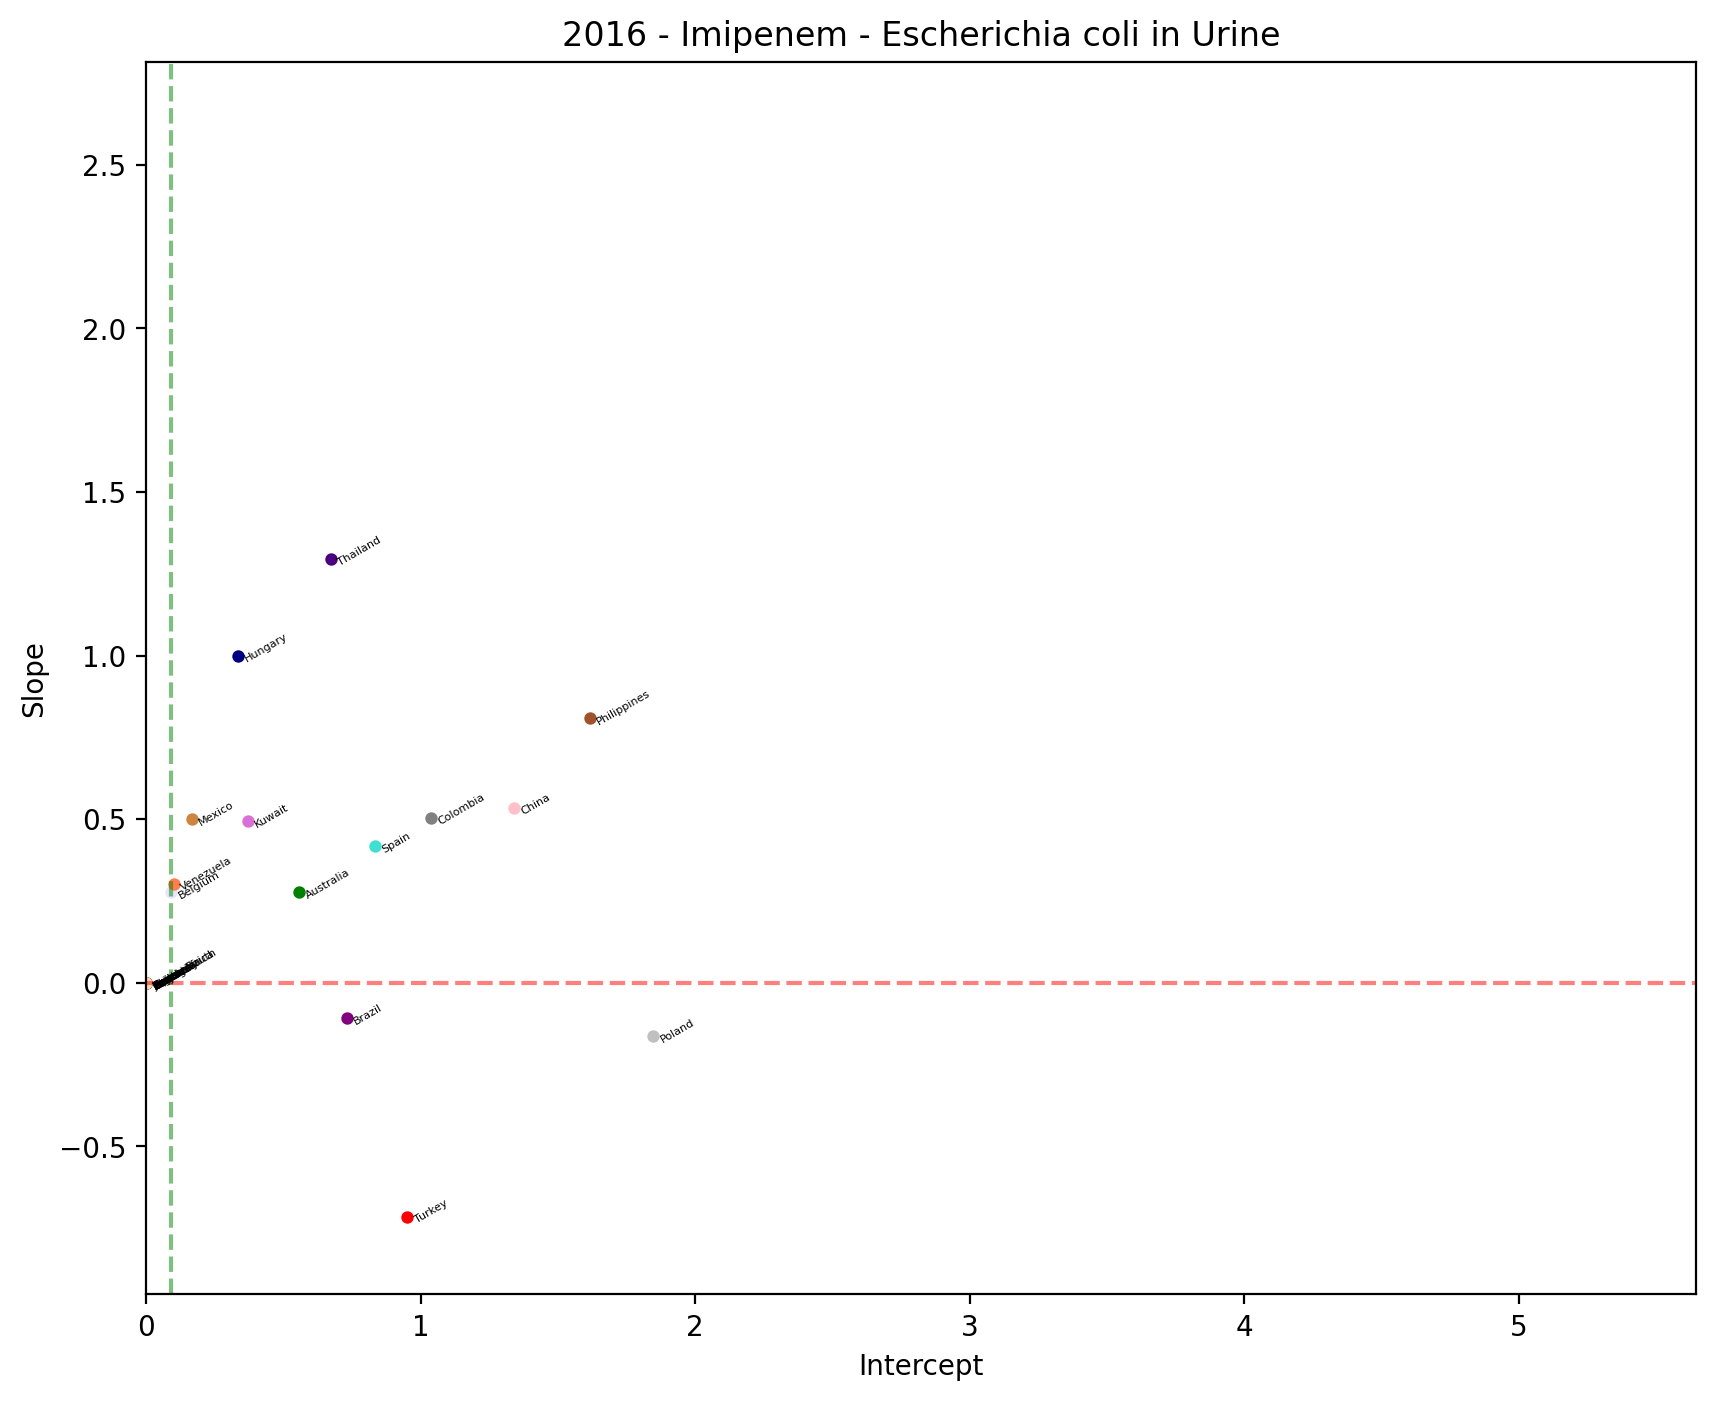 2016 - Imipenem - Escherichia coli in Urine
2.5
2.0
1.5
1.0
0.5
0.0
−0.5
Slope
Thailand
Hungary
Philippines
Mexico
Kuwait
Colombia
China
Spain
Venezuela
Belgium
Australia
Brazil
Poland
Turkey
0
1
2
3
4
5
Intercept